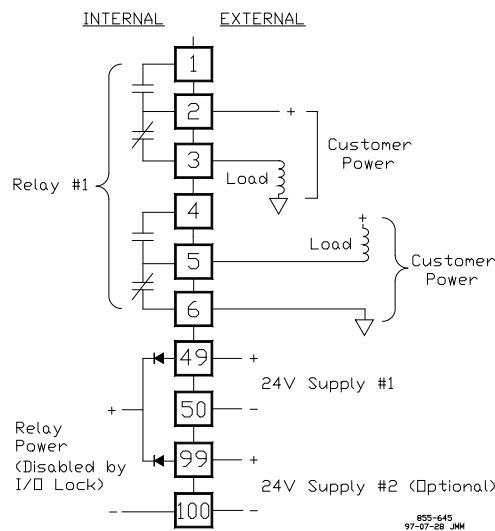 INTERNAL EXTERNAL
1
2 +
3
Customer
Power
Load
Relay #1
4
+
Load
5
Customer
Power
6
49 +
24V Supply #1
+
50 -
Relay
Power
(Disabled by
I/O Lock)
99 +
24V Supply #2 (Optional)
- 100 -
855-645
97-07-28 JMM